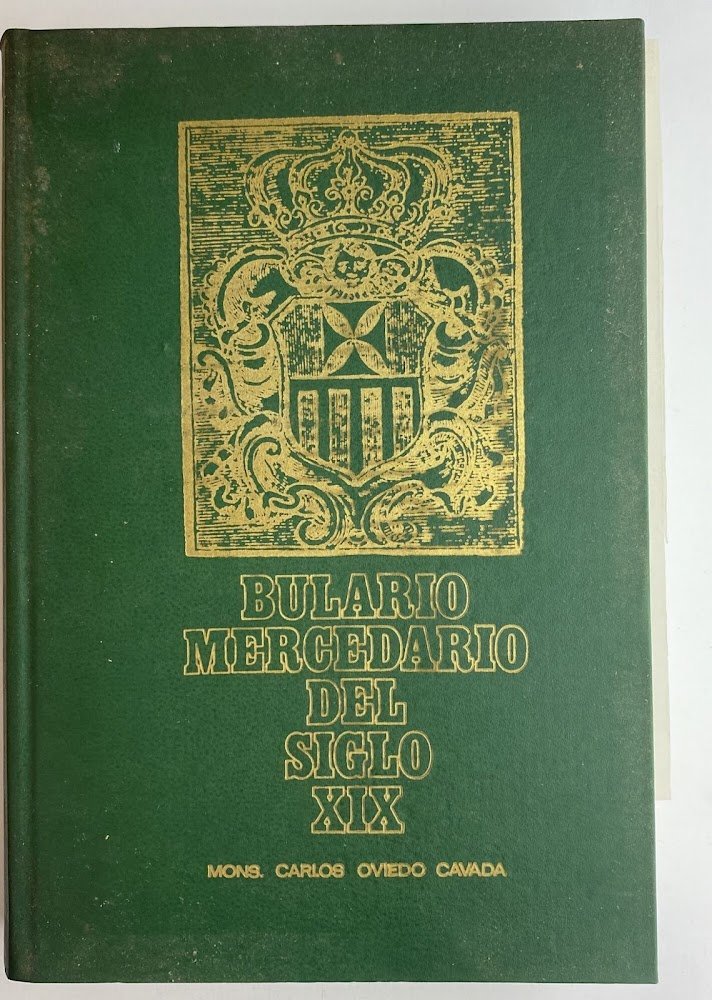 BULARIO
MERCEDARIO
DEL
SIGLO
XIX
MONS. CARLOS OVIEDO CAVADA